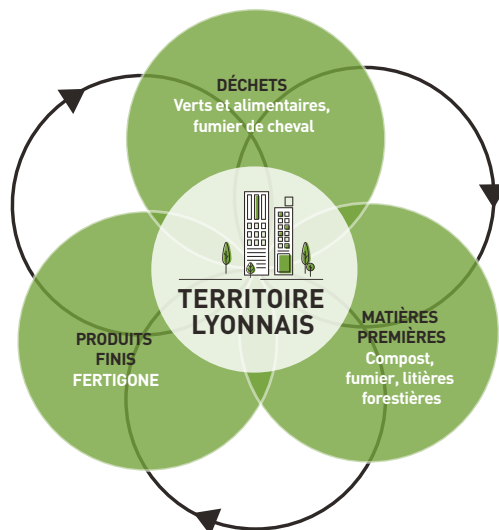 DÉCHETS
Verts et alimentaires,
fumier de cheval
TERRITOIRE
LYONNAIS
MATIÈRES
PREMIÈRES
Compost,
fumier, litières
forestières
PRODUITS
FINIS
FERTIGONE